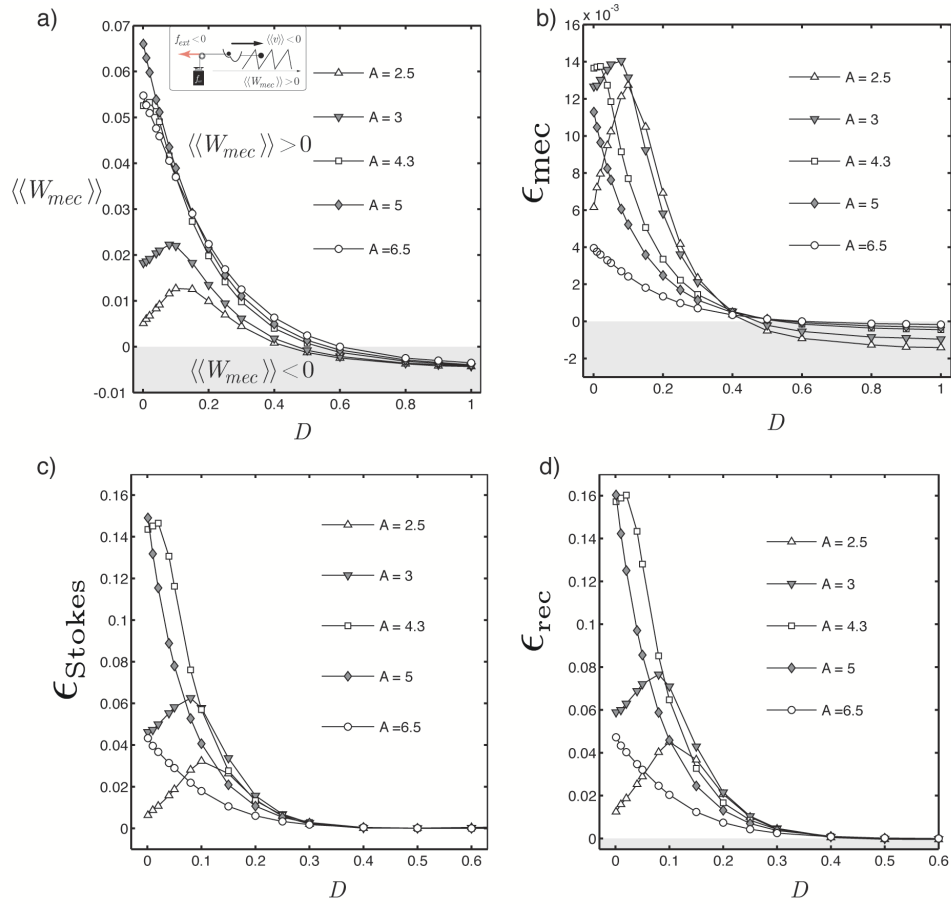 a)
0.07
0.06
0.05
0.04
0.03
0.02
0.01
0
-0.01
⟨⟨W_mec⟩⟩
f_ext<0
⟨⟨v⟩⟩<0
⟨⟨W_mec⟩⟩>0
A = 2.5
A = 3
A = 4.3
A = 5
A =6.5
⟨⟨W_mec⟩⟩>0
⟨⟨W_mec⟩⟩<0
0 0.2 0.4 0.6 0.8 1
D
b)
x 10⁻³
16
14
12
10
8
6
4
2
0
-2
ϵ_mec
A = 2.5
A = 3
A = 4.3
A = 5
A =6.5
0 0.2 0.4 0.6 0.8 1
D
c)
0.16
0.14
0.12
0.1
0.08
0.06
0.04
0.02
0
ϵ_Stokes
A = 2.5
A = 3
A = 4.3
A = 5
A =6.5
0 0.1 0.2 0.3 0.4 0.5 0.6
D
d)
0.16
0.14
0.12
0.1
0.08
0.06
0.04
0.02
0
ϵ_rec
A = 2.5
A = 3
A = 4.3
A = 5
A =6.5
0 0.1 0.2 0.3 0.4 0.5 0.6
D